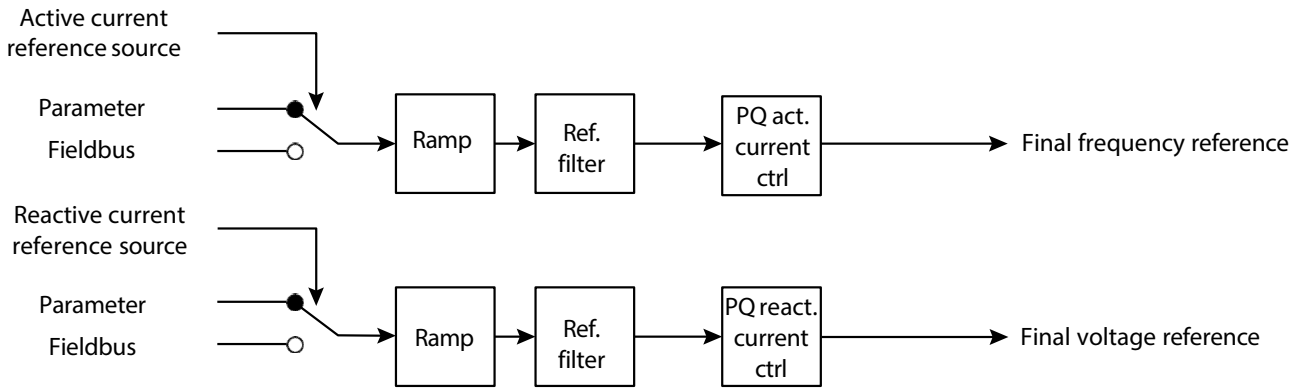 Active current
reference source
Parameter
Fieldbus
Ramp
Ref.
filter
PQ act.
current
ctrl
Final frequency reference
Reactive current
reference source
Parameter
Fieldbus
Ramp
Ref.
filter
PQ react.
current
ctrl
Final voltage reference